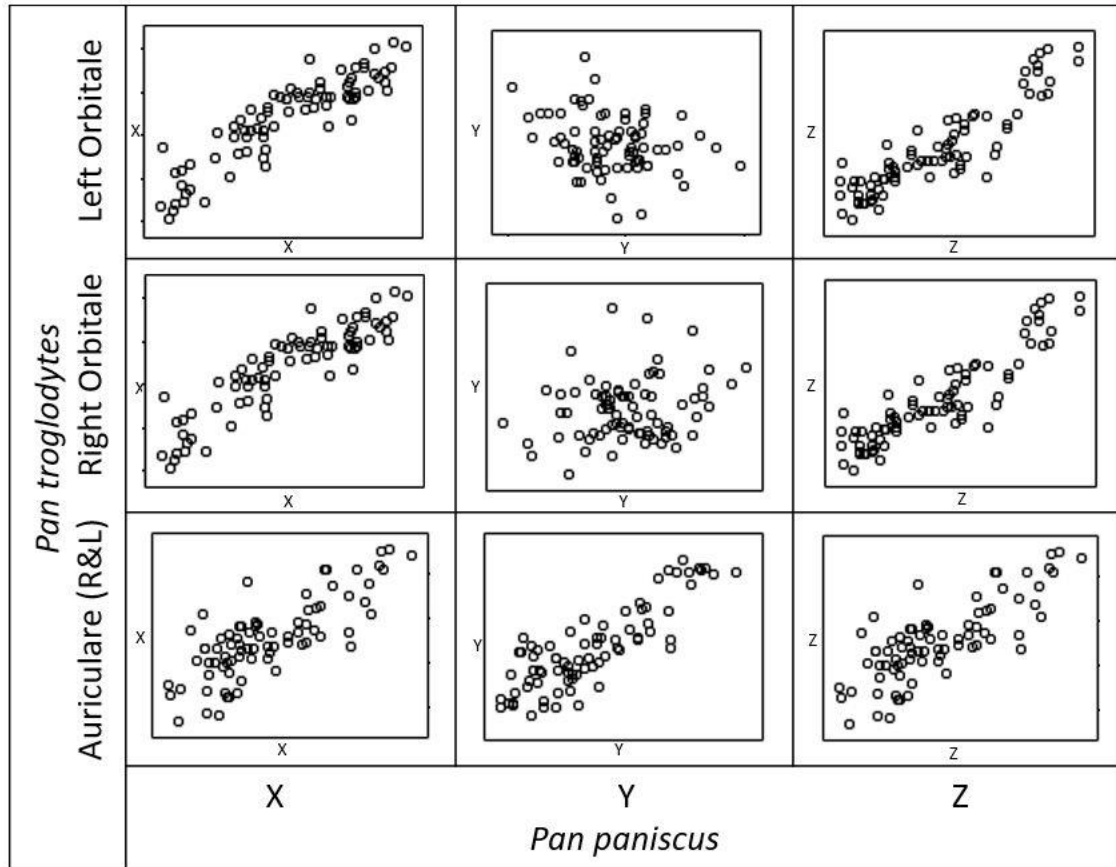 Pan troglodytes
Left Orbitale
X
X
Y
Y
Z
Z
Right Orbitale
X
X
Y
Y
Z
Z
Auriculare (R&L)
X
X
Y
Y
Z
Z
X Y Z
Pan paniscus